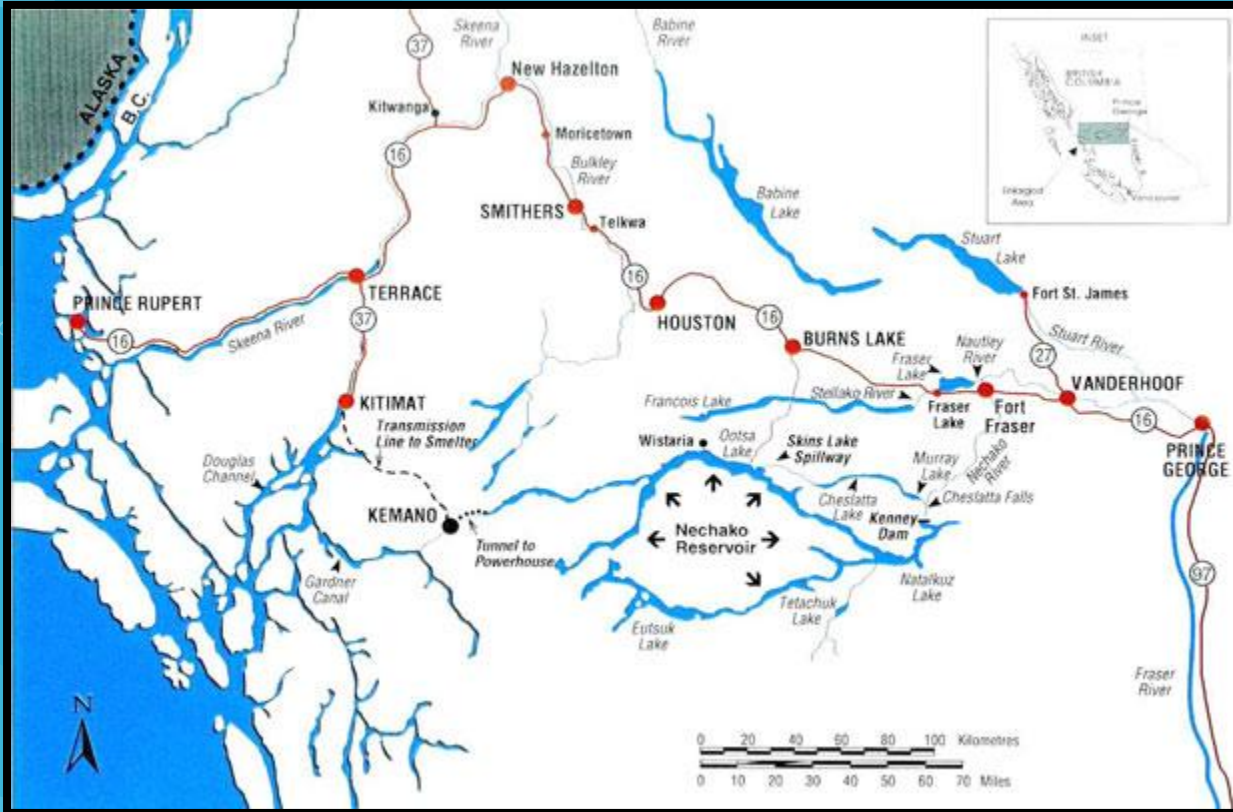 ALASKA
B.C.
37
Skeena
River
Babine
River
New Hazelton
Kitwanga
16
Moricetown
Bulkley
River
SMITHERS
Telkwa
Babine
Lake
INSET
BRITISH
COLUMBIA
Prince
George
Enlarged
Area
Vancouver
Stuart
Lake
Fort St. James
PRINCE RUPERT
16
Skeena River
TERRACE
37
16
HOUSTON
16
BURNS LAKE
Fraser
Lake
Nautley
River
Stuart River
27
VANDERHOOF
Stellako River
Fraser
Lake
Fort
Fraser
16
PRINCE
GEORGE
KITIMAT
Transmission
Line to Smelter
Francois Lake
Wistaria
Ootsa
Lake
Skins Lake
Spillway
Murray
Lake
Nechako
River
Cheslatta
Lake
Cheslatta Falls
Kenney
Dam
Douglas
Channel
KEMANO
Tunnel to
Powerhouse
Nechako
Reservoir
Natalkuz
Lake
Gardner
Canal
Eutsuk
Lake
Tetachuk
Lake
97
Fraser
River
N
0 20 40 60 80 100 Kilometres
0 10 20 30 40 50 60 70 Miles